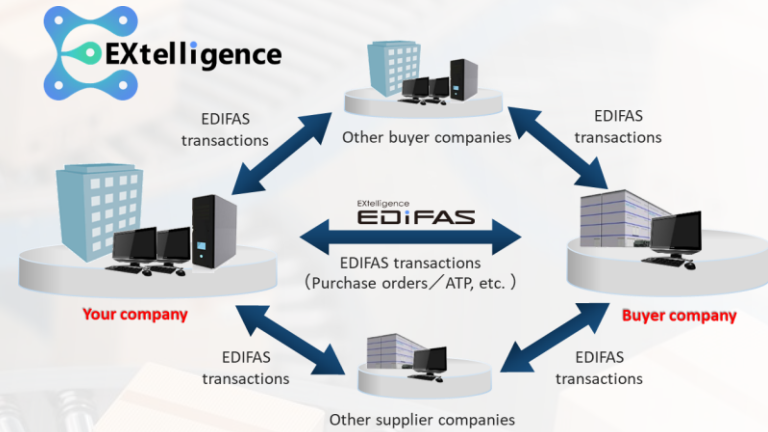 EXtelligence
EDIFAS
transactions
Other buyer companies
EDIFAS
transactions
EXtelligence
EDiFAS
EDIFAS transactions
（Purchase orders／ATP, etc.）
Your company
Buyer company
EDIFAS
transactions
EDIFAS
transactions
Other supplier companies